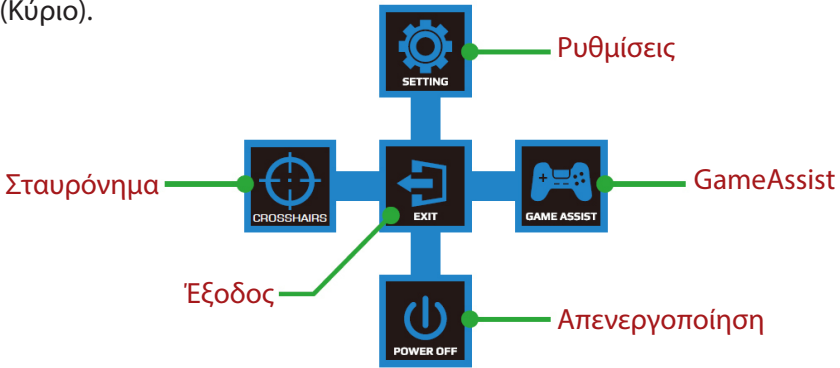 (Κύριο).
SETTING
Ρυθμίσεις
Σταυρόνημα
CROSSHAIRS
EXIT
GAME ASSIST
GameAssist
Έξοδος
POWER OFF
Απενεργοποίηση